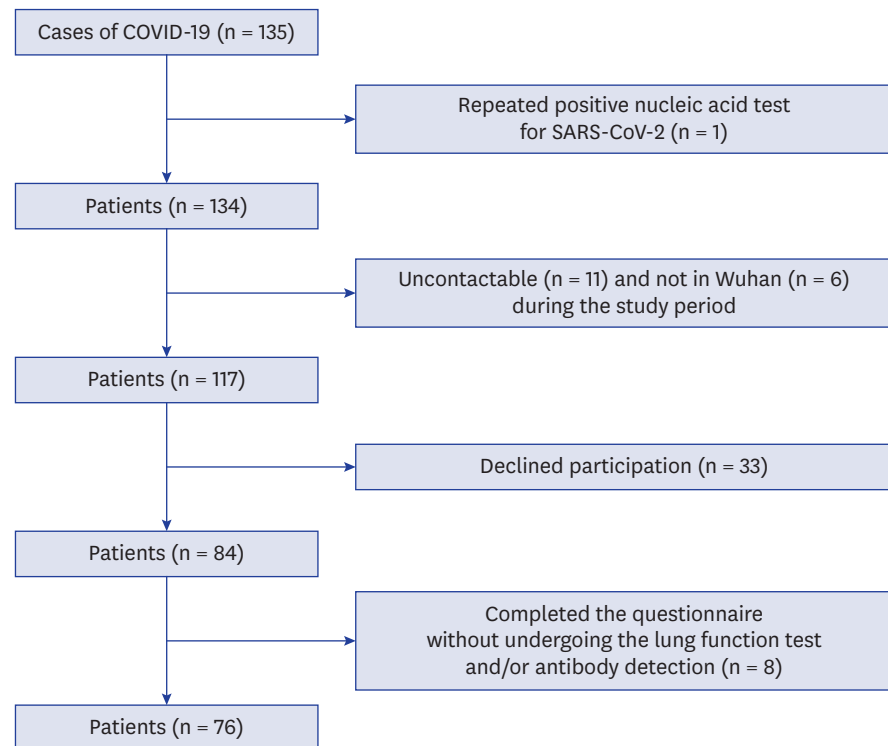 Cases of COVID-19 (n = 135)
Repeated positive nucleic acid test
for SARS-CoV-2 (n = 1)
Patients (n = 134)
Uncontactable (n = 11) and not in Wuhan (n = 6)
during the study period
Patients (n = 117)
Declined participation (n = 33)
Patients (n = 84)
Completed the questionnaire
without undergoing the lung function test
and/or antibody detection (n = 8)
Patients (n = 76)